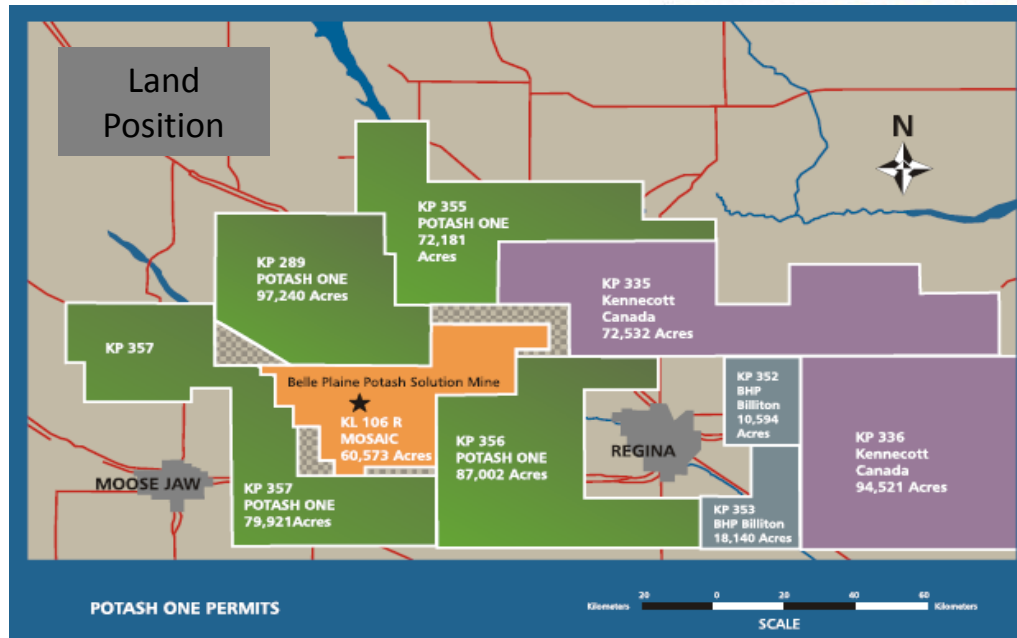 Land
Position
N
KP 355
POTASH ONE
72,181
Acres
KP 289
POTASH ONE
97,240 Acres
KP 335
Kennecott
Canada
72,532 Acres
KP 357
Belle Plaine Potash Solution Mine
KL 106 R
MOSAIC
60,573 Acres
KP 352
BHP
Billiton
10,594
Acres
KP 356
POTASH ONE
87,002 Acres
REGINA
KP 336
Kennecott
Canada
94,521 Acres
MOOSE JAW
KP 357
POTASH ONE
79,921Acres
KP 353
BHP Billiton
18,140 Acres
POTASH ONE PERMITS
20 0 20 40 60
Kilometers Kilometers
SCALE